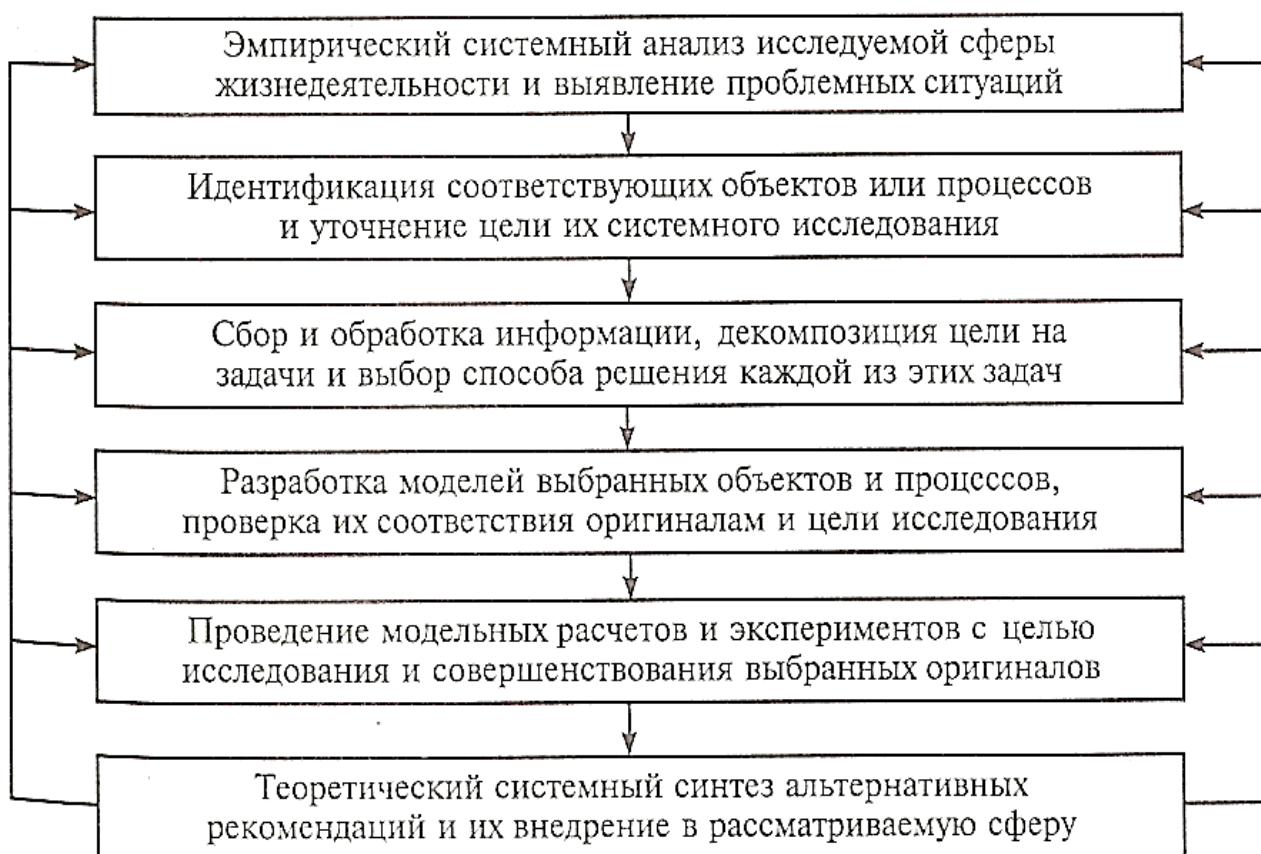 Эмпирический системный анализ исследуемой сферы
жизнедеятельности и выявление проблемных ситуаций
Идентификация соответствующих объектов или процессов
и уточнение цели их системного исследования
Сбор и обработка информации, декомпозиция цели на
задачи и выбор способа решения каждой из этих задач
Разработка моделей выбранных объектов и процессов,
проверка их соответствия оригиналам и цели исследования
Проведение модельных расчетов и экспериментов с целью
исследования и совершенствования выбранных оригиналов
Теоретический системный синтез альтернативных
рекомендаций и их внедрение в рассматриваемую сферу